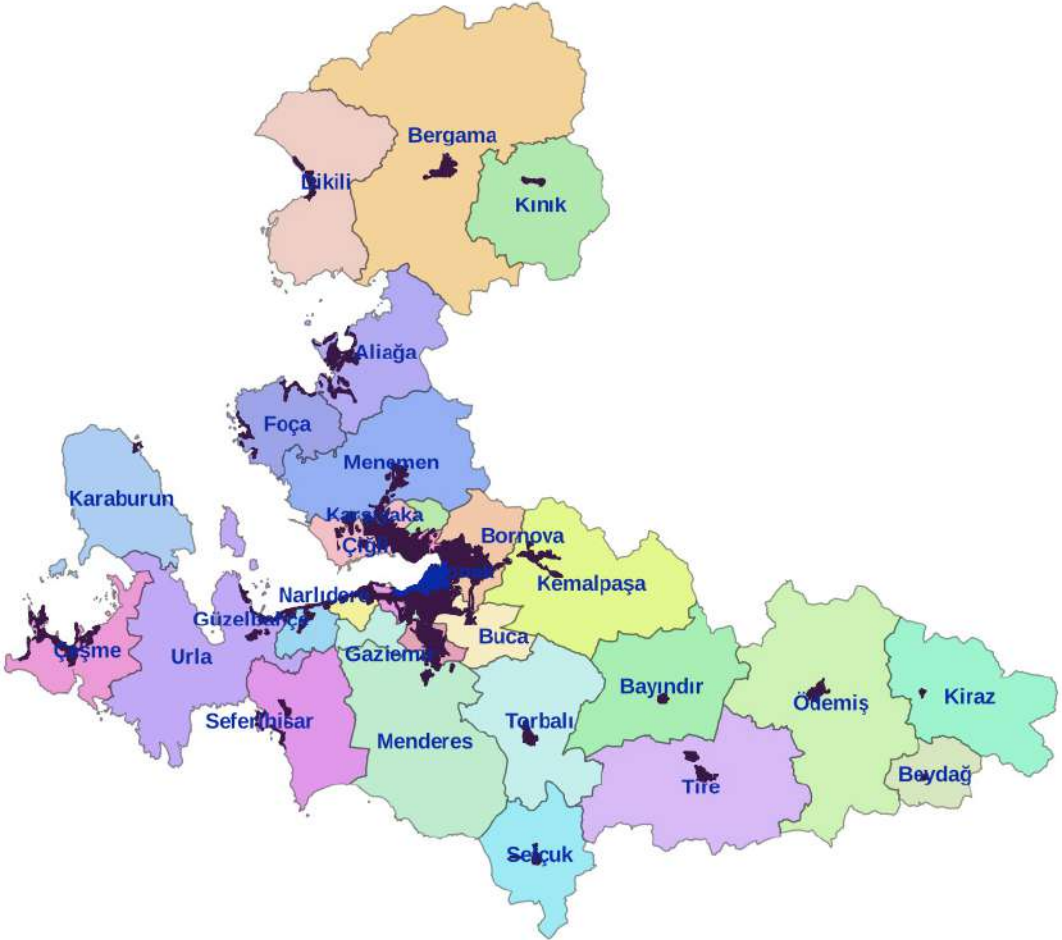 Bergama
Dikili
Kınık
Aliağa
Foça
Menemen
Karaburun
Karşıyaka
Bornova
Çiğli
Kemalpaşa
Narlıdere
Güzelbahçe
Buca
Çeşme
Urla
Gaziemir
Bayındır
Kiraz
Ödemiş
Seferihisar
Torbalı
Menderes
Beydağ
Tire
Selçuk